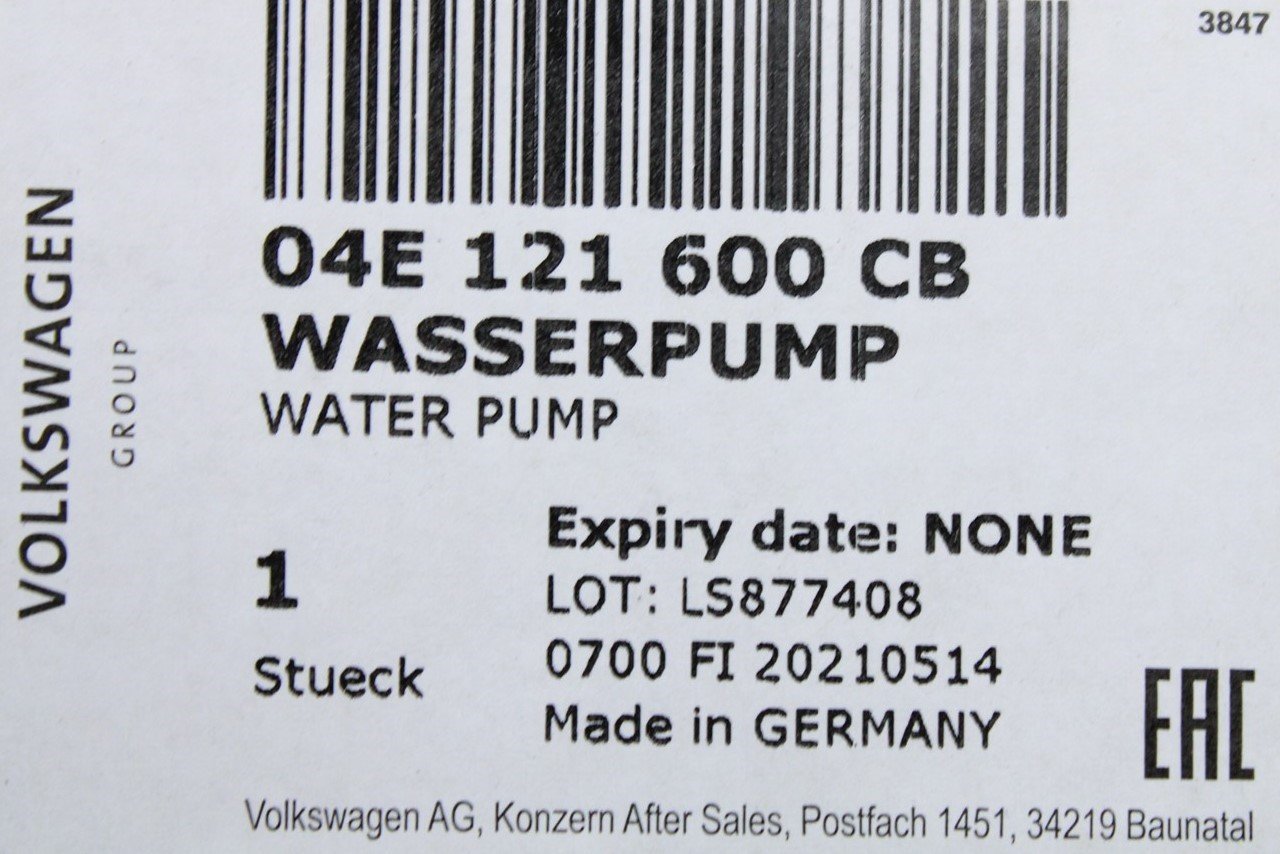 3847
VOLKSWAGEN
GROUP
04E 121 600 CB
WASSERPUMP
WATER PUMP
1
Stueck
Expiry date: NONE
LOT: LS877408
0700 FI 20210514
Made in GERMANY
EAC
Volkswagen AG, Konzern After Sales, Postfach 1451, 34219 Baunatal